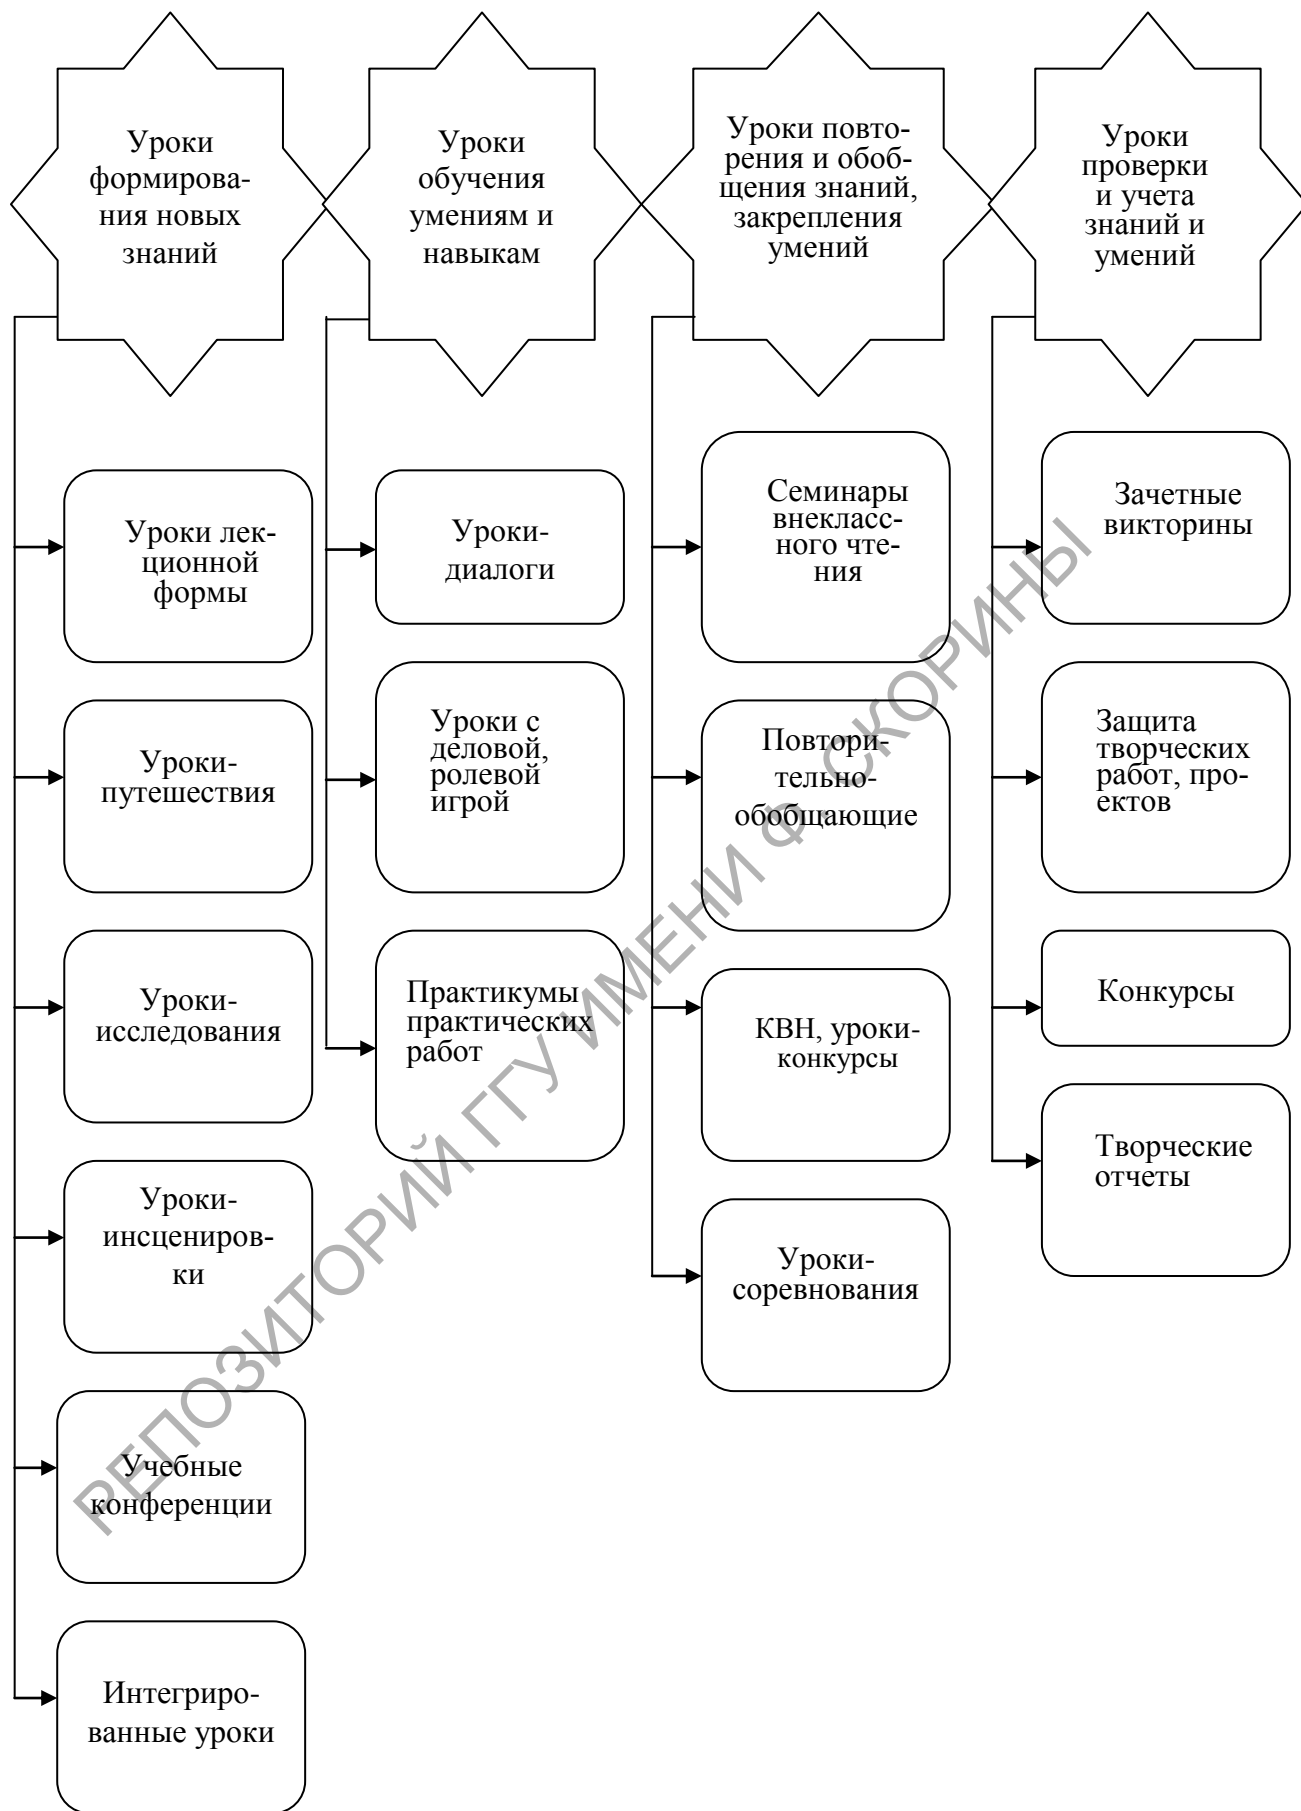 Уроки
формирова-
ния новых
знаний
Уроки
обучения
умениям и
навыкам
Уроки повто-
рения и обоб-
щения знаний,
закрепления
умений
Уроки
проверки
и учета
знаний и
умений
Уроки лек-
ционной
формы
Уроки-
путешествия
Уроки-
исследования
Уроки-
инсцениров-
ки
Учебные
конференции
Интегриро-
ванные уроки
Уроки-
диалоги
Уроки с
деловой,
ролевой
игрой
Практикумы
практических
работ
Семинары
внекласс-
ного чте-
ния
Повтори-
тельно-
обобщающие
КВН, уроки-
конкурсы
Уроки-
соревнования
Зачетные
викторины
Защита
творческих
работ, про-
ектов
Конкурсы
Творческие
отчеты
РЕПОЗИТОРИЙ ГГУ ИМЕНИ Ф. СКОРИНЫ